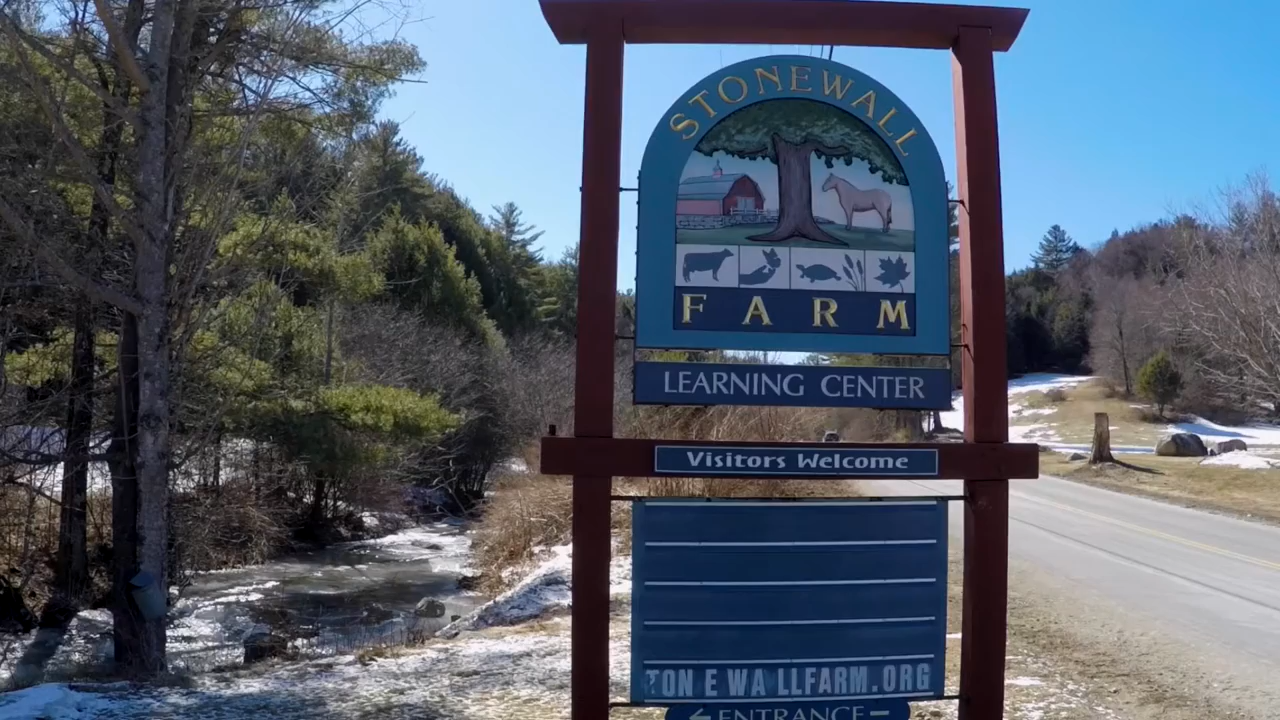 STONEWALL
FARM
LEARNING CENTER
Visitors Welcome
TON E WA LLFARM.ORG
← ENTRANCE –